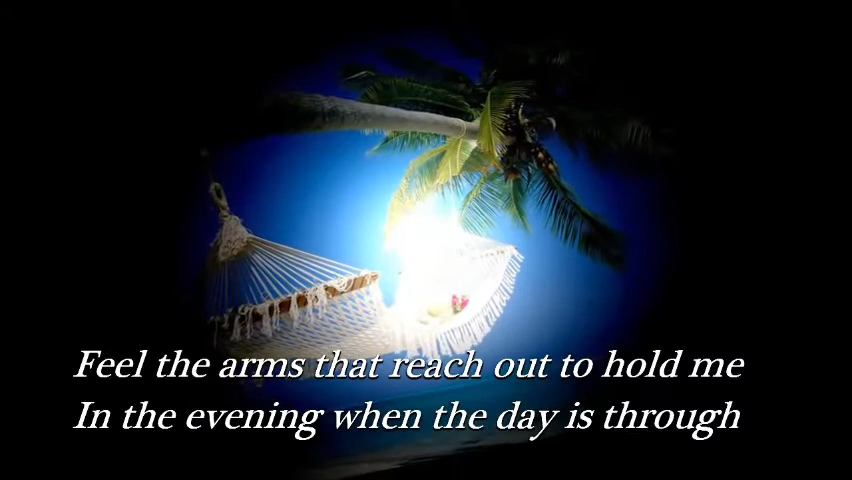 Feel the arms that reach out to hold me
In the evening when the day is through